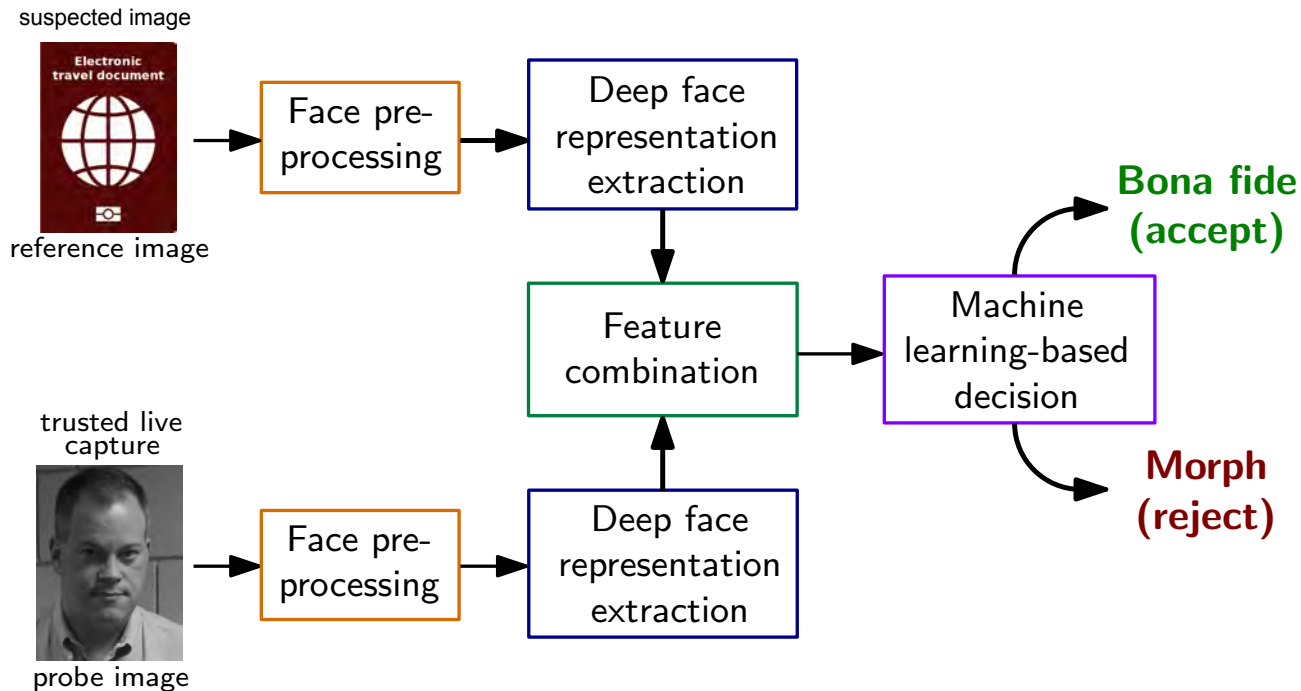 suspected image
Electronic
travel document
reference image
Face pre-
processing
Deep face
representation
extraction
Feature
combination
Machine
learning-based
decision
Bona fide
(accept)
Morph
(reject)
trusted live
capture
probe image
Face pre-
processing
Deep face
representation
extraction